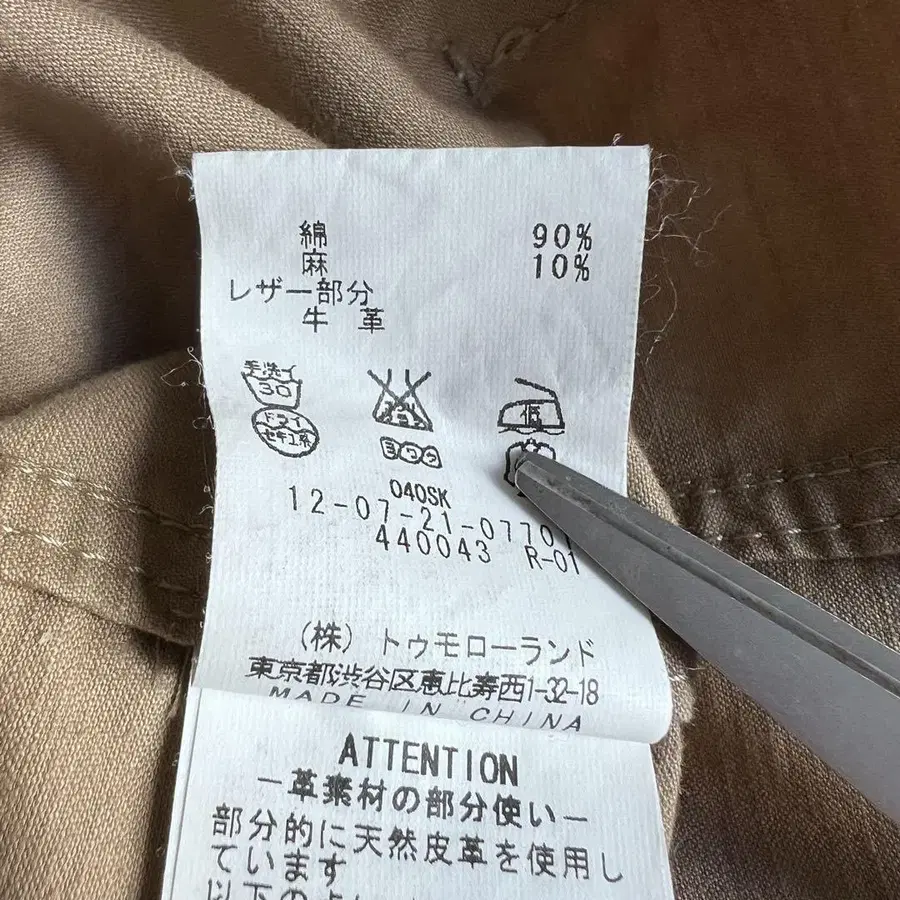 綿 90%
麻 10%
レザー部分
牛 革
手洗イ
30
ドライ
セキユ系
低
ヨワク
040SK
12-07-21-0770
440043 R-01
(株) トゥモローランド
東京都渋谷区恵比寿西1-32-18
MADE IN CHINA
ATTENTION
ー革素材の部分使いー
部分的に天然皮革を使用し
ています